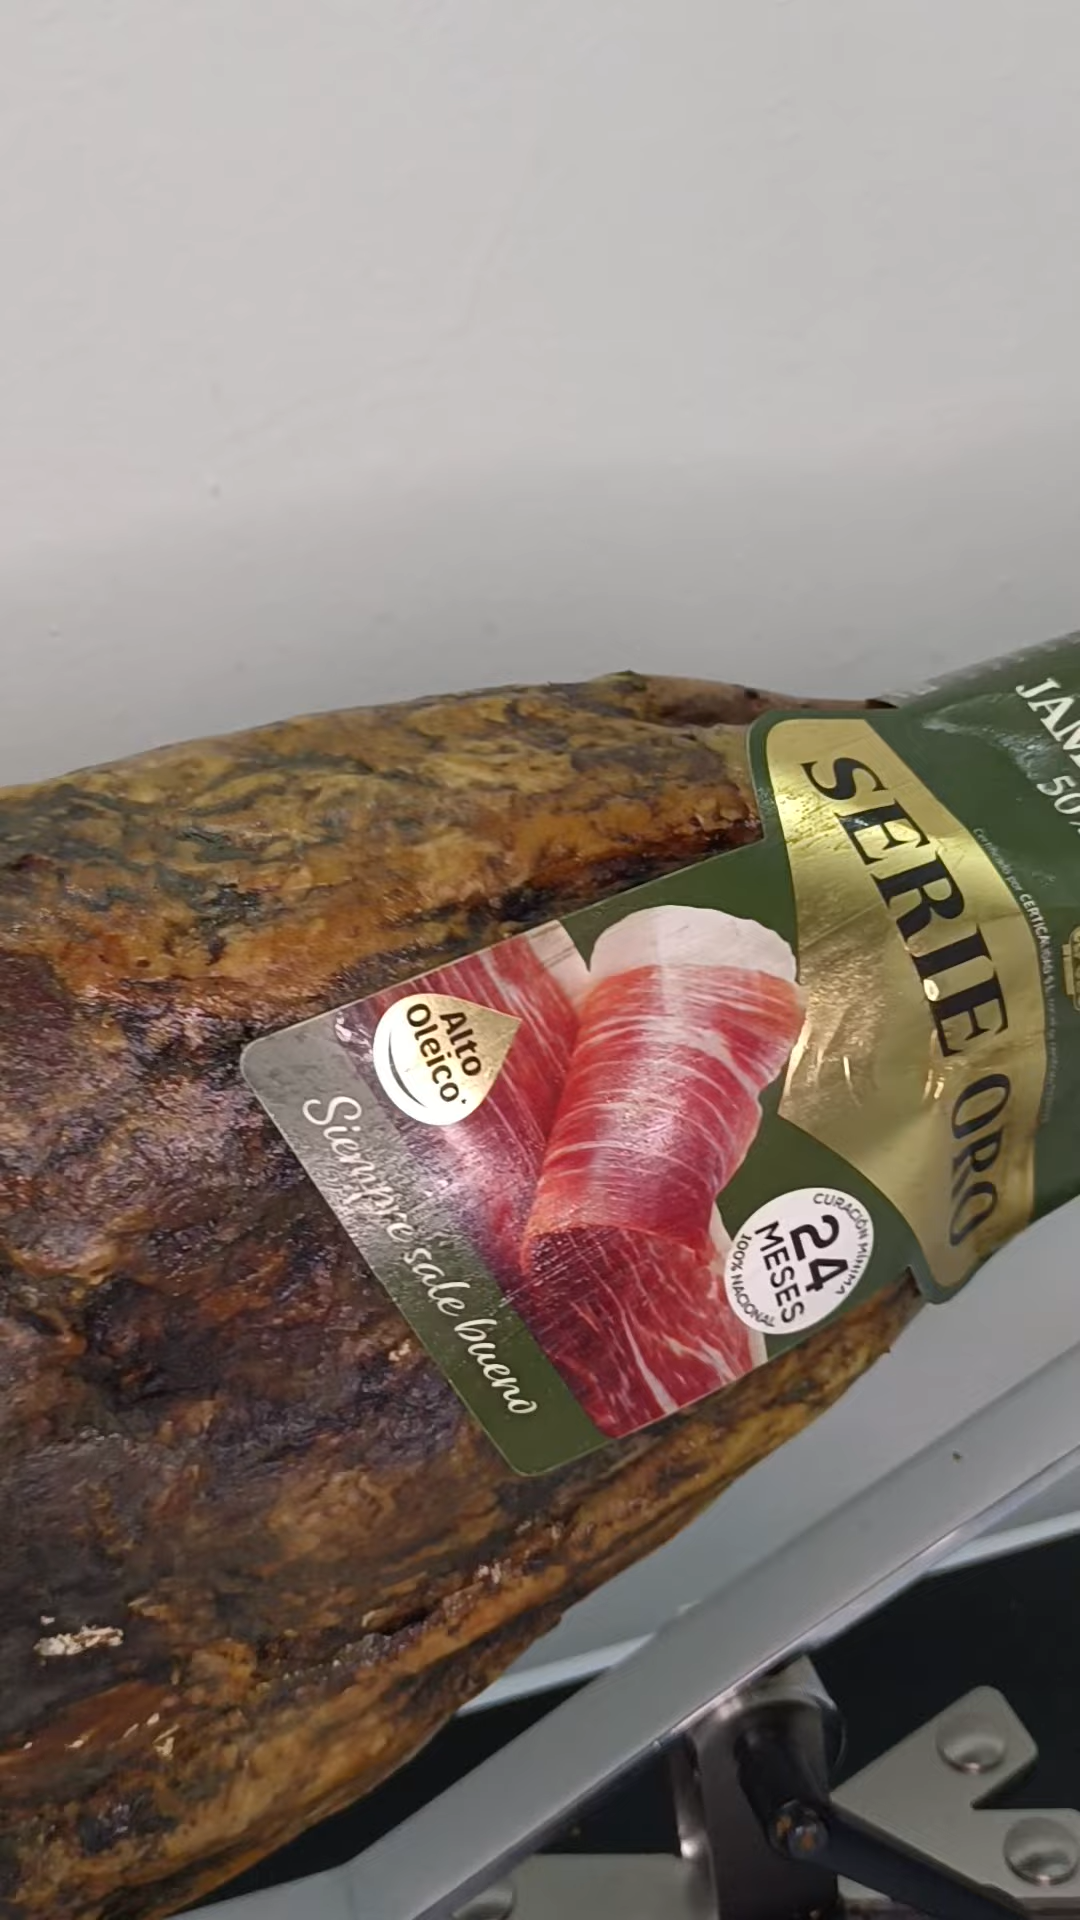 JAM
50%
SERIE ORO
Alto
Oleico
Siempre sale bueno
CURACIÓN MÍNIMA
24
MESES
100% NACIONAL